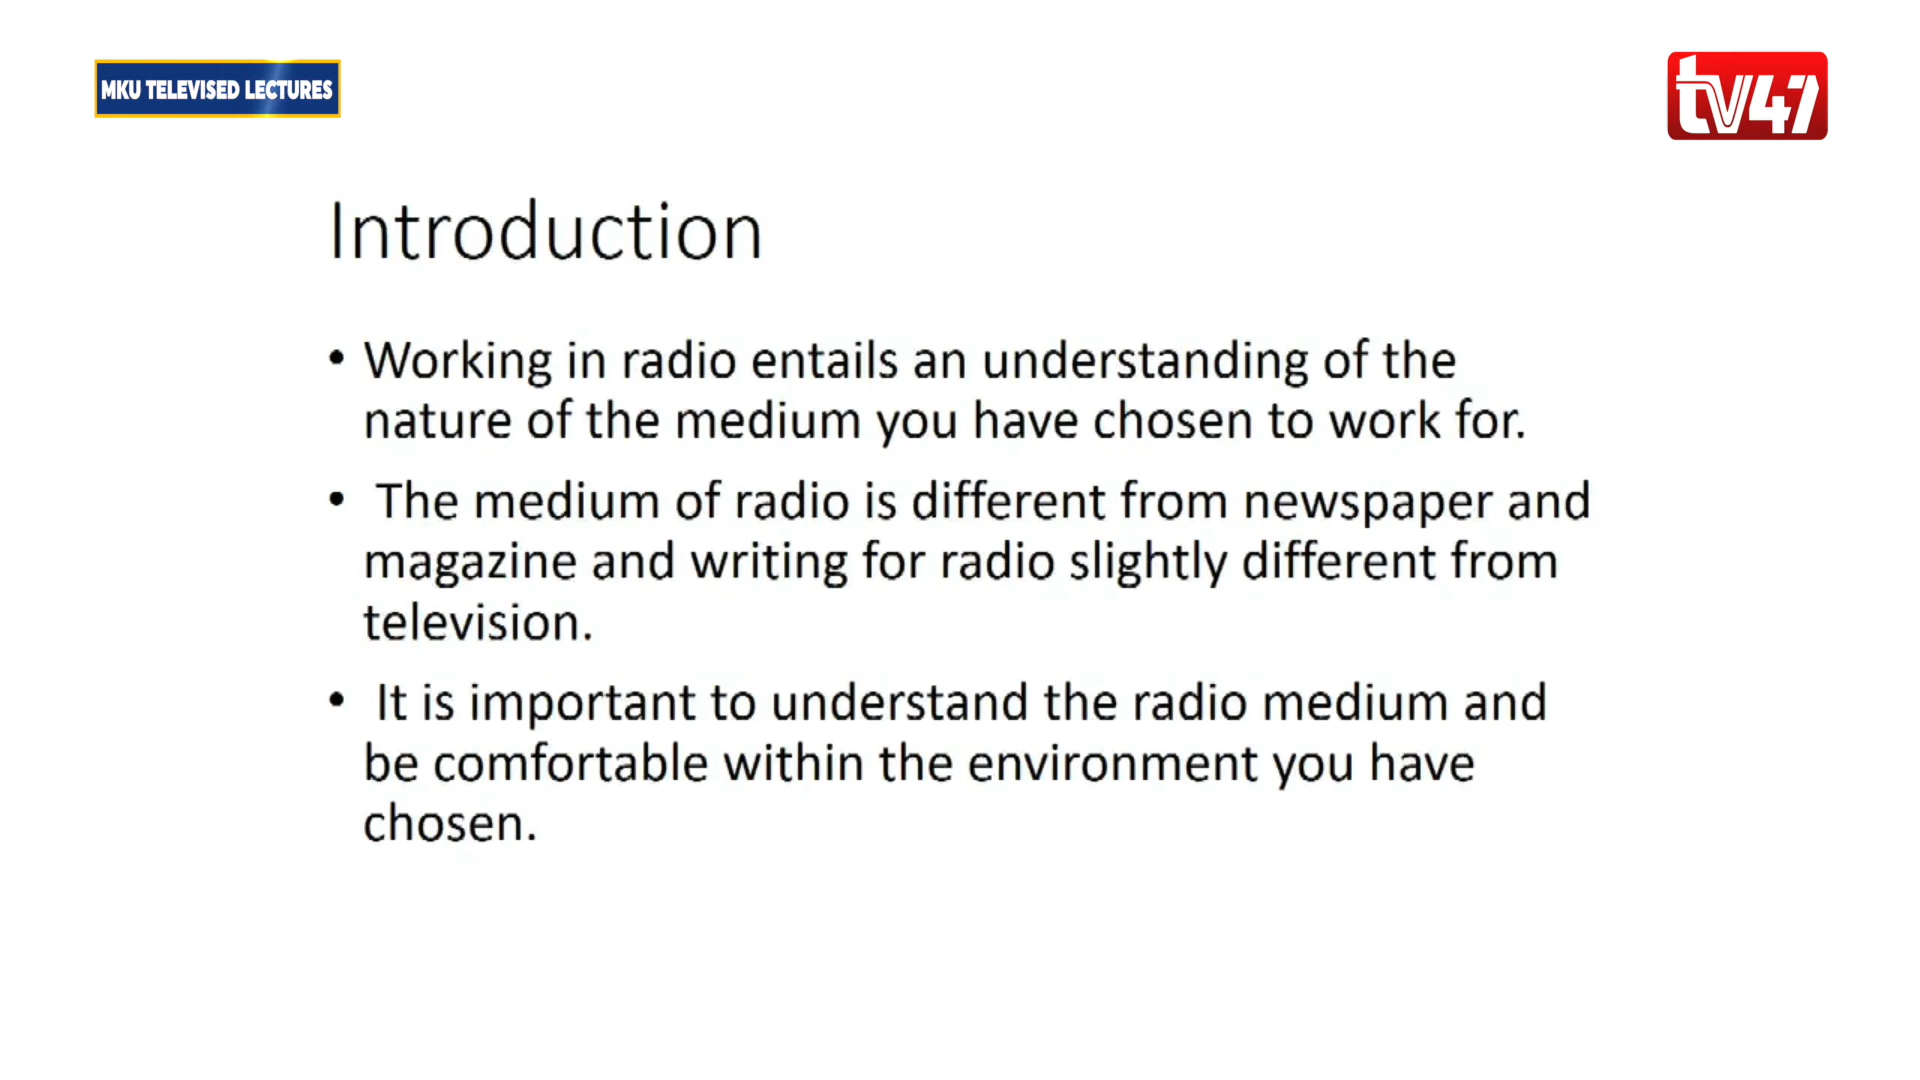 MKU TELEVISED LECTURES
tv47
Introduction
• Working in radio entails an understanding of the
nature of the medium you have chosen to work for.
• The medium of radio is different from newspaper and
magazine and writing for radio slightly different from
television.
• It is important to understand the radio medium and
be comfortable within the environment you have
chosen.